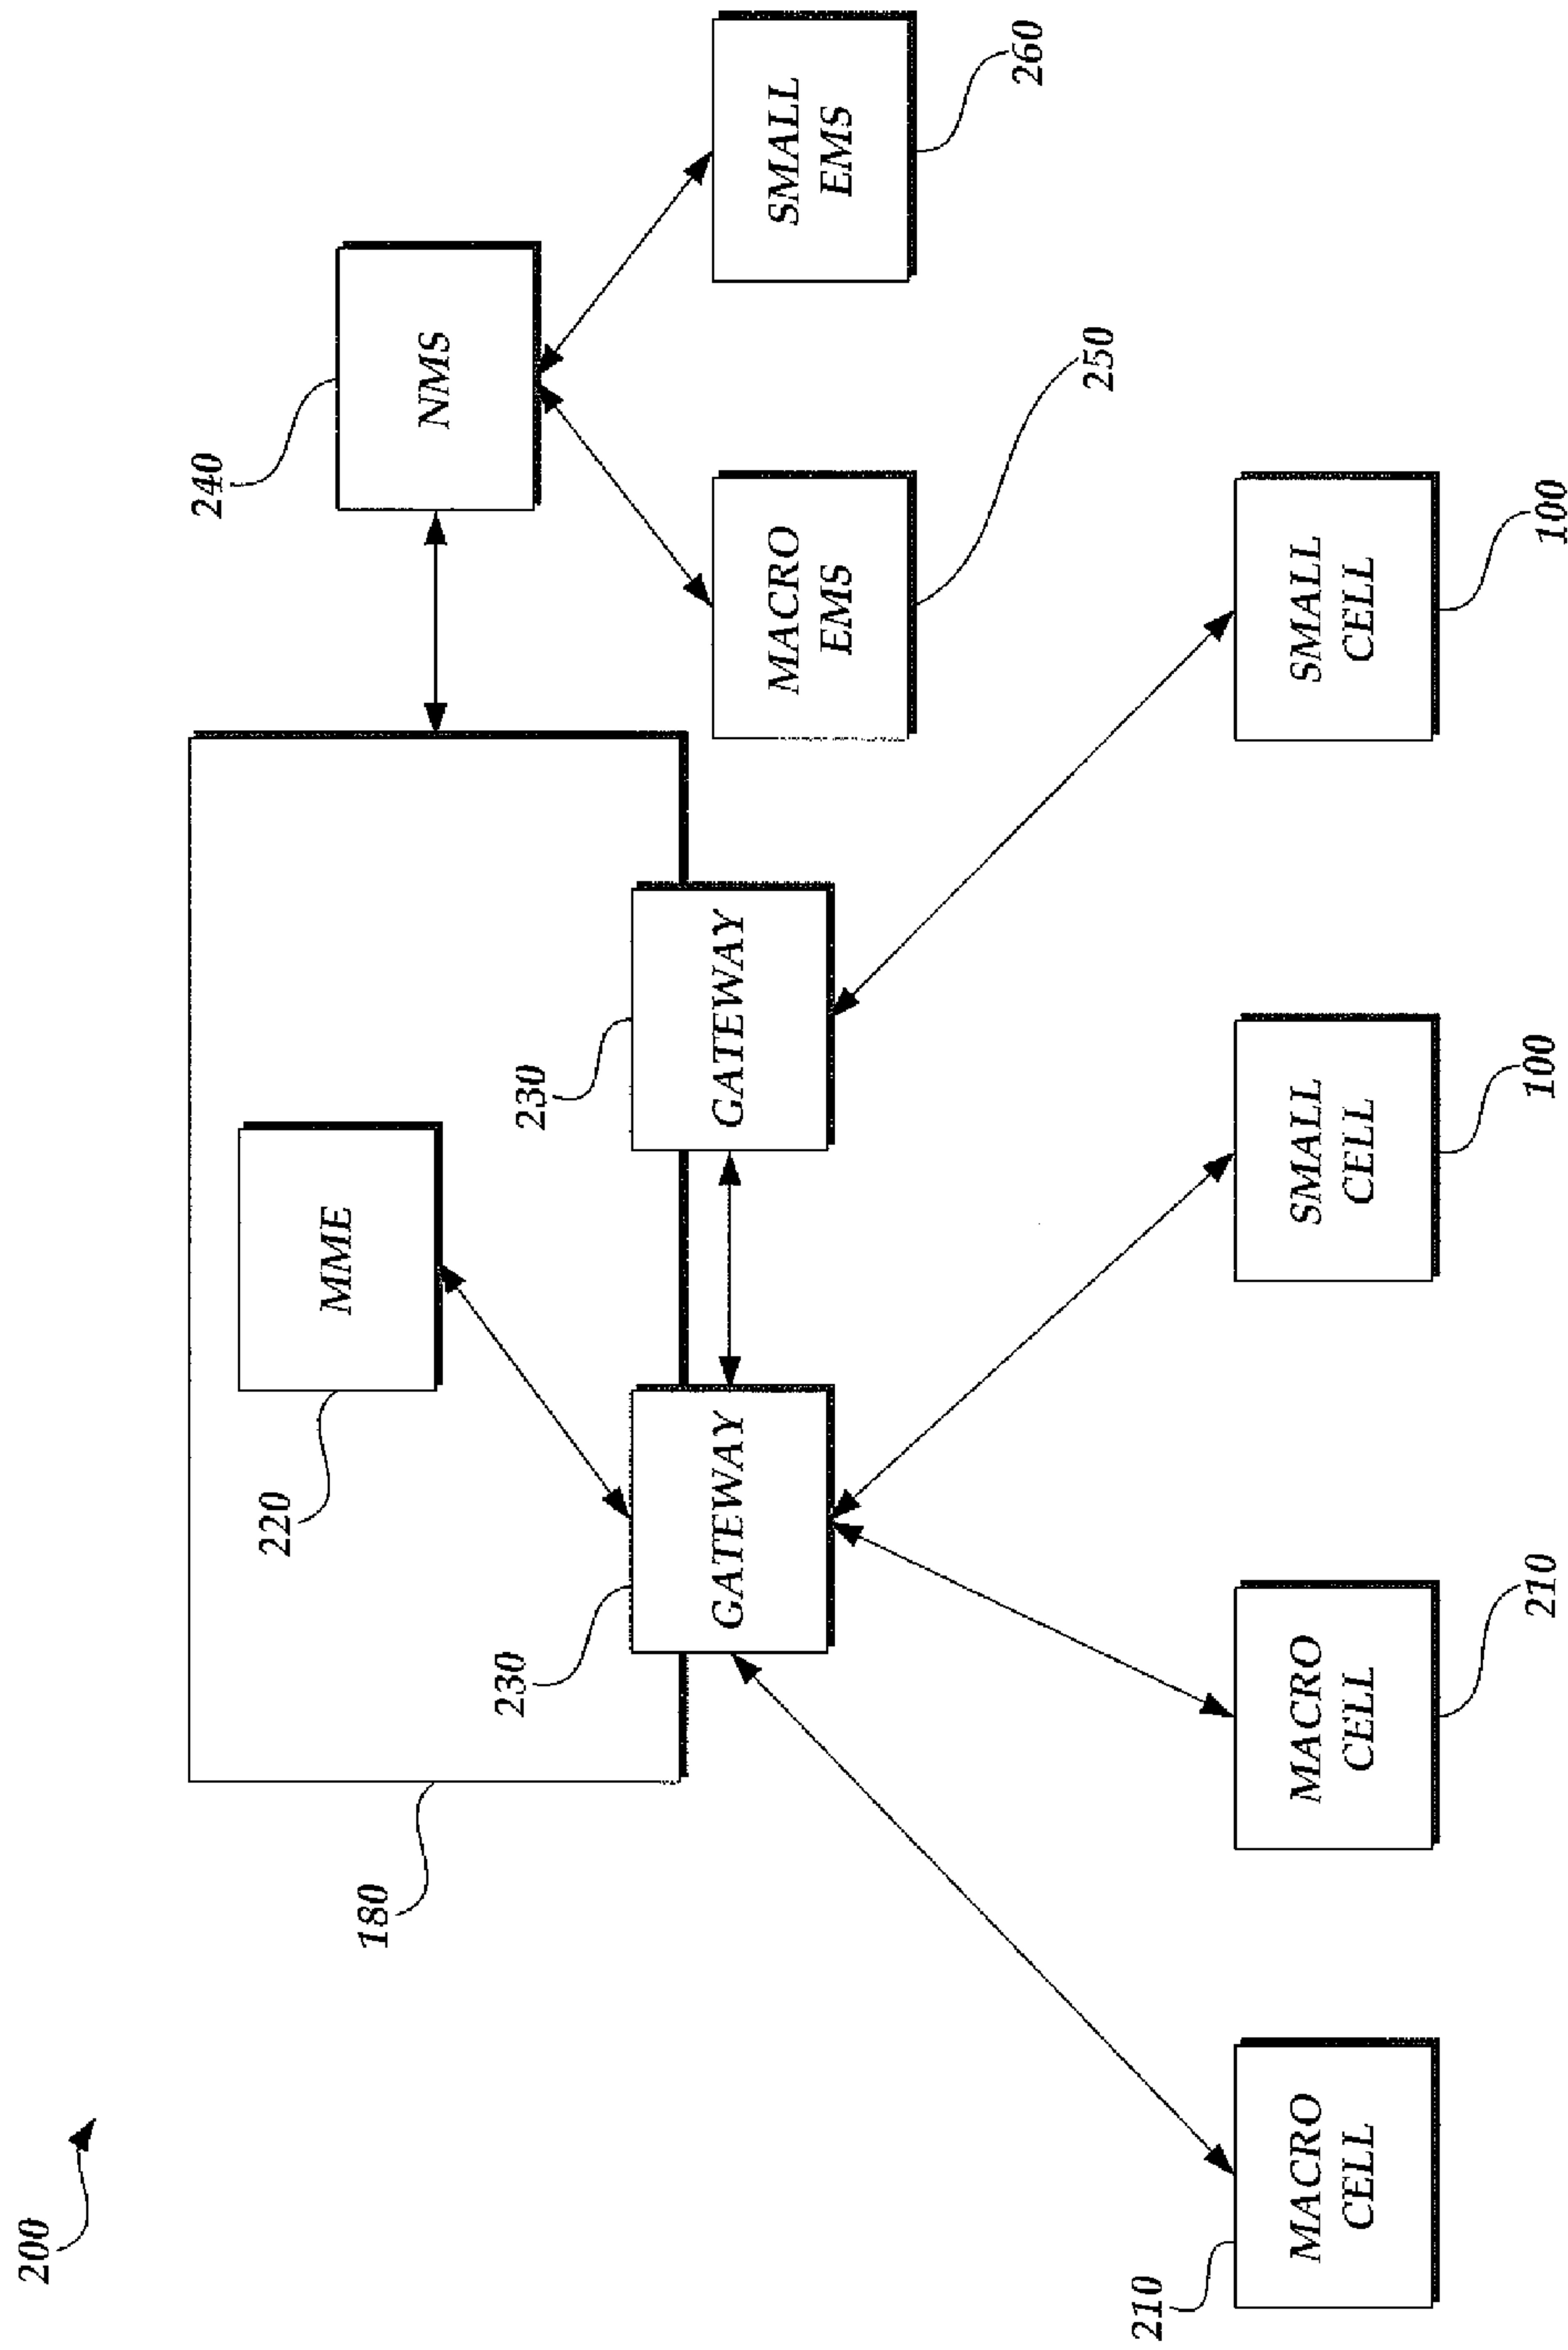 200
180
220
MME
230
GATEWAY
230
GATEWAY
240
NMS
MACRO
EMS
250
SMALL
EMS
260
210
MACRO
CELL
MACRO
CELL
210
SMALL
CELL
100
SMALL
CELL
100